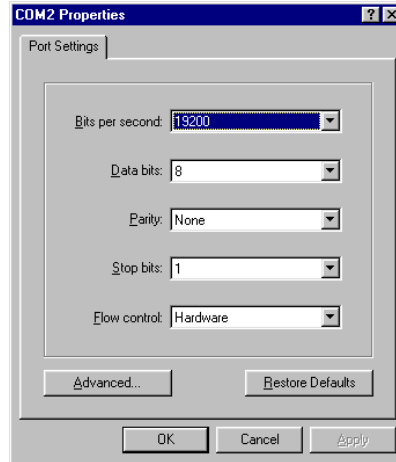 COM2 Properties ? X
Port Settings
Bits per second: 19200
Data bits: 8
Parity: None
Stop bits: 1
Flow control: Hardware
Advanced... Restore Defaults
OK Cancel Apply